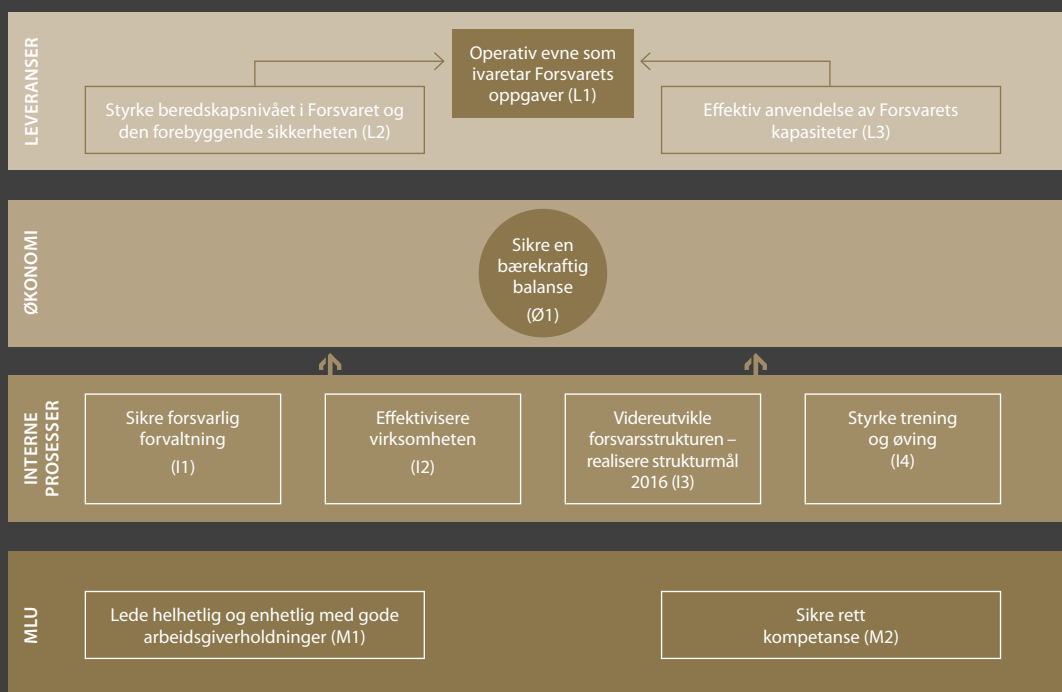 LEVERANSER
Operativ evne som
ivaretar Forsvarets
oppgaver (L1)
Styrke beredskapsnivået i Forsvaret og
den forebyggende sikkerheten (L2)
Effektiv anvendelse av Forsvarets
kapasiteter (L3)
ØKONOMI
Sikre en
bærekraftig
balanse
(Ø1)
INTERNE
PROSESSER
Sikre forsvarlig
forvaltning
(I1)
Effektivisere
virksomheten
(I2)
Videreutvikle
forsvarsstrukturen –
realisere strukturmål
2016 (I3)
Styrke trening
og øving
(I4)
MLU
Lede helhetlig og enhetlig med gode
arbeidsgiverholdninger (M1)
Sikre rett
kompetanse (M2)